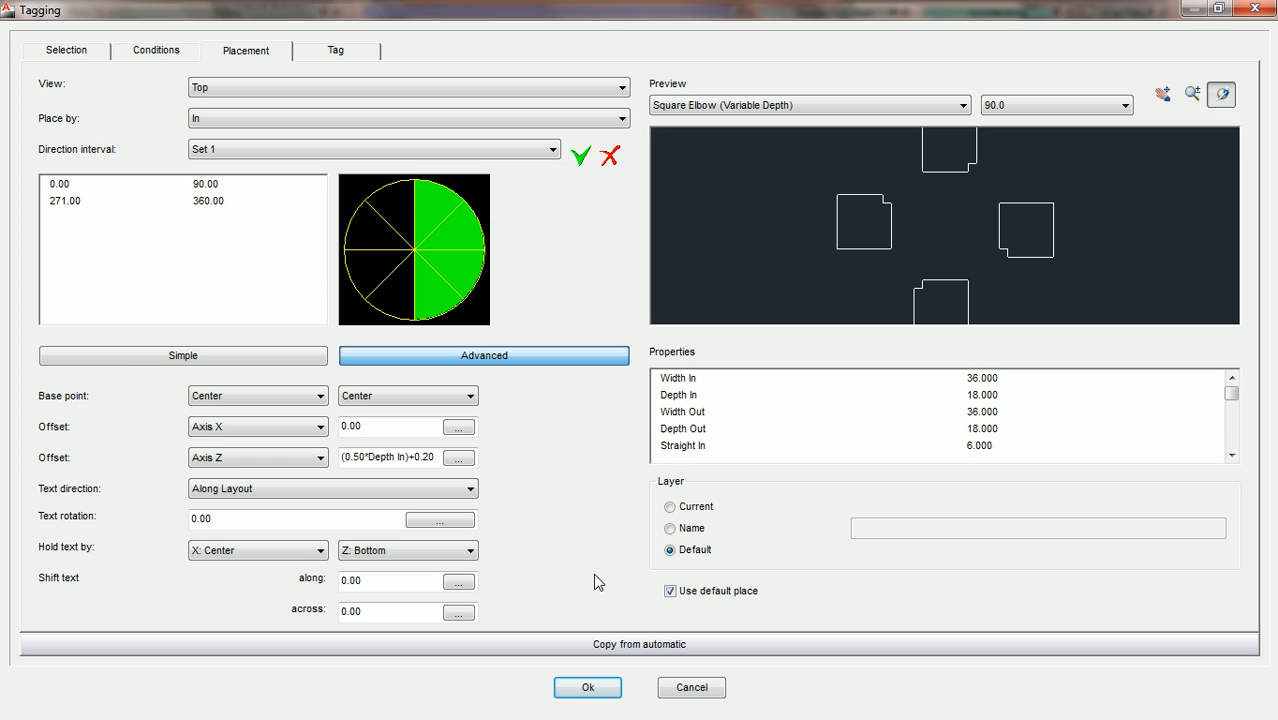 Tagging
Selection
Conditions
Placement
Tag
View:
Top
Place by:
In
Direction interval:
Set 1
0.00 90.00
271.00 360.00
Simple
Advanced
Base point:
Center
Center
Offset:
Axis X
0.00
...
Offset:
Axis Z
(0.50*Depth In)+0.20
...
Text direction:
Along Layout
Text rotation:
0.00
...
Hold text by:
X: Center
Z: Bottom
Shift text
along:
0.00
...
across:
0.00
...
Preview
Square Elbow (Variable Depth)
90.0
Properties
Width In 36.000
Depth In 18.000
Width Out 36.000
Depth Out 18.000
Straight In 6.000
Layer
Current
Name
Default
Use default place
Copy from automatic
Ok
Cancel